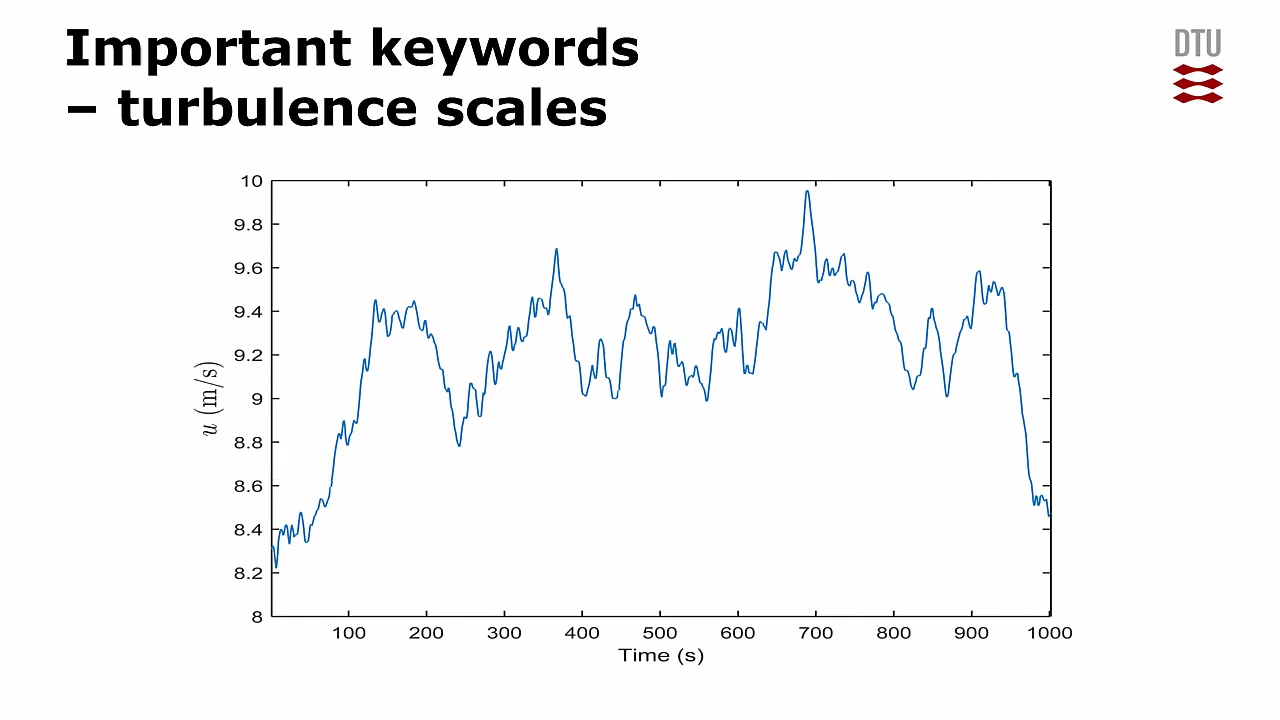 Important keywords
– turbulence scales
DTU
10
9.8
9.6
9.4
9.2
9
8.8
8.6
8.4
8.2
8
u (m/s)
100 200 300 400 500 600 700 800 900 1000
Time (s)